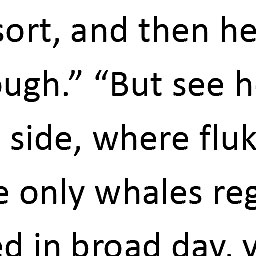 sort, and then he
ough.” “But see h
side, where fluk
e only whales reg
ed in broad day, y